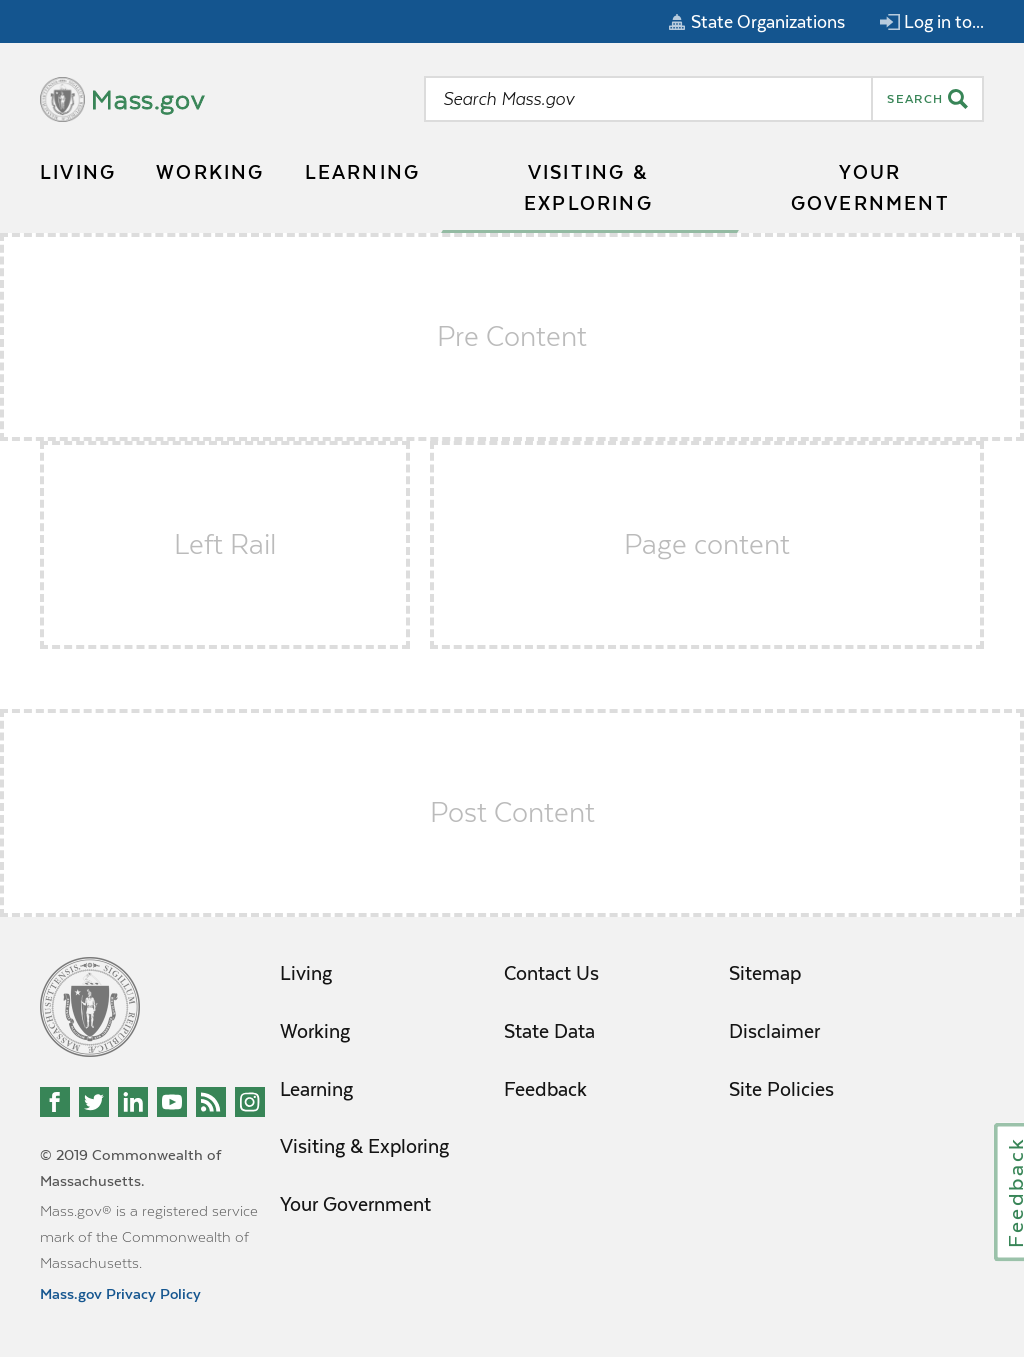 State Organizations
Log in to...
Mass.gov
Search Mass.gov
SEARCH
LIVING
WORKING
LEARNING
VISITING &
EXPLORING
YOUR
GOVERNMENT
Pre Content
Left Rail
Page content
Post Content
Living
Working
Learning
Visiting & Exploring
Your Government
Contact Us
State Data
Feedback
Sitemap
Disclaimer
Site Policies
© 2019 Commonwealth of
Massachusetts.
Mass.gov® is a registered service
mark of the Commonwealth of
Massachusetts.
Mass.gov Privacy Policy
Feedback